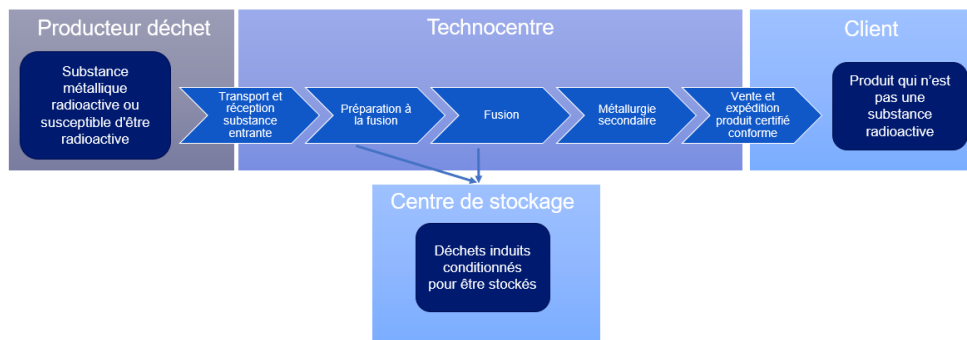 Producteur déchet
Technocentre
Client
Substance
métallique
radioactive ou
susceptible d'être
radioactive
Transport et
réception
substance
entrante
Préparation à
la fusion
Fusion
Métallurgie
secondaire
Vente et
expédition
produit certifié
conforme
Produit qui n'est
pas une
substance
radioactive
Centre de stockage
Déchets induits
conditionnés
pour être stockés